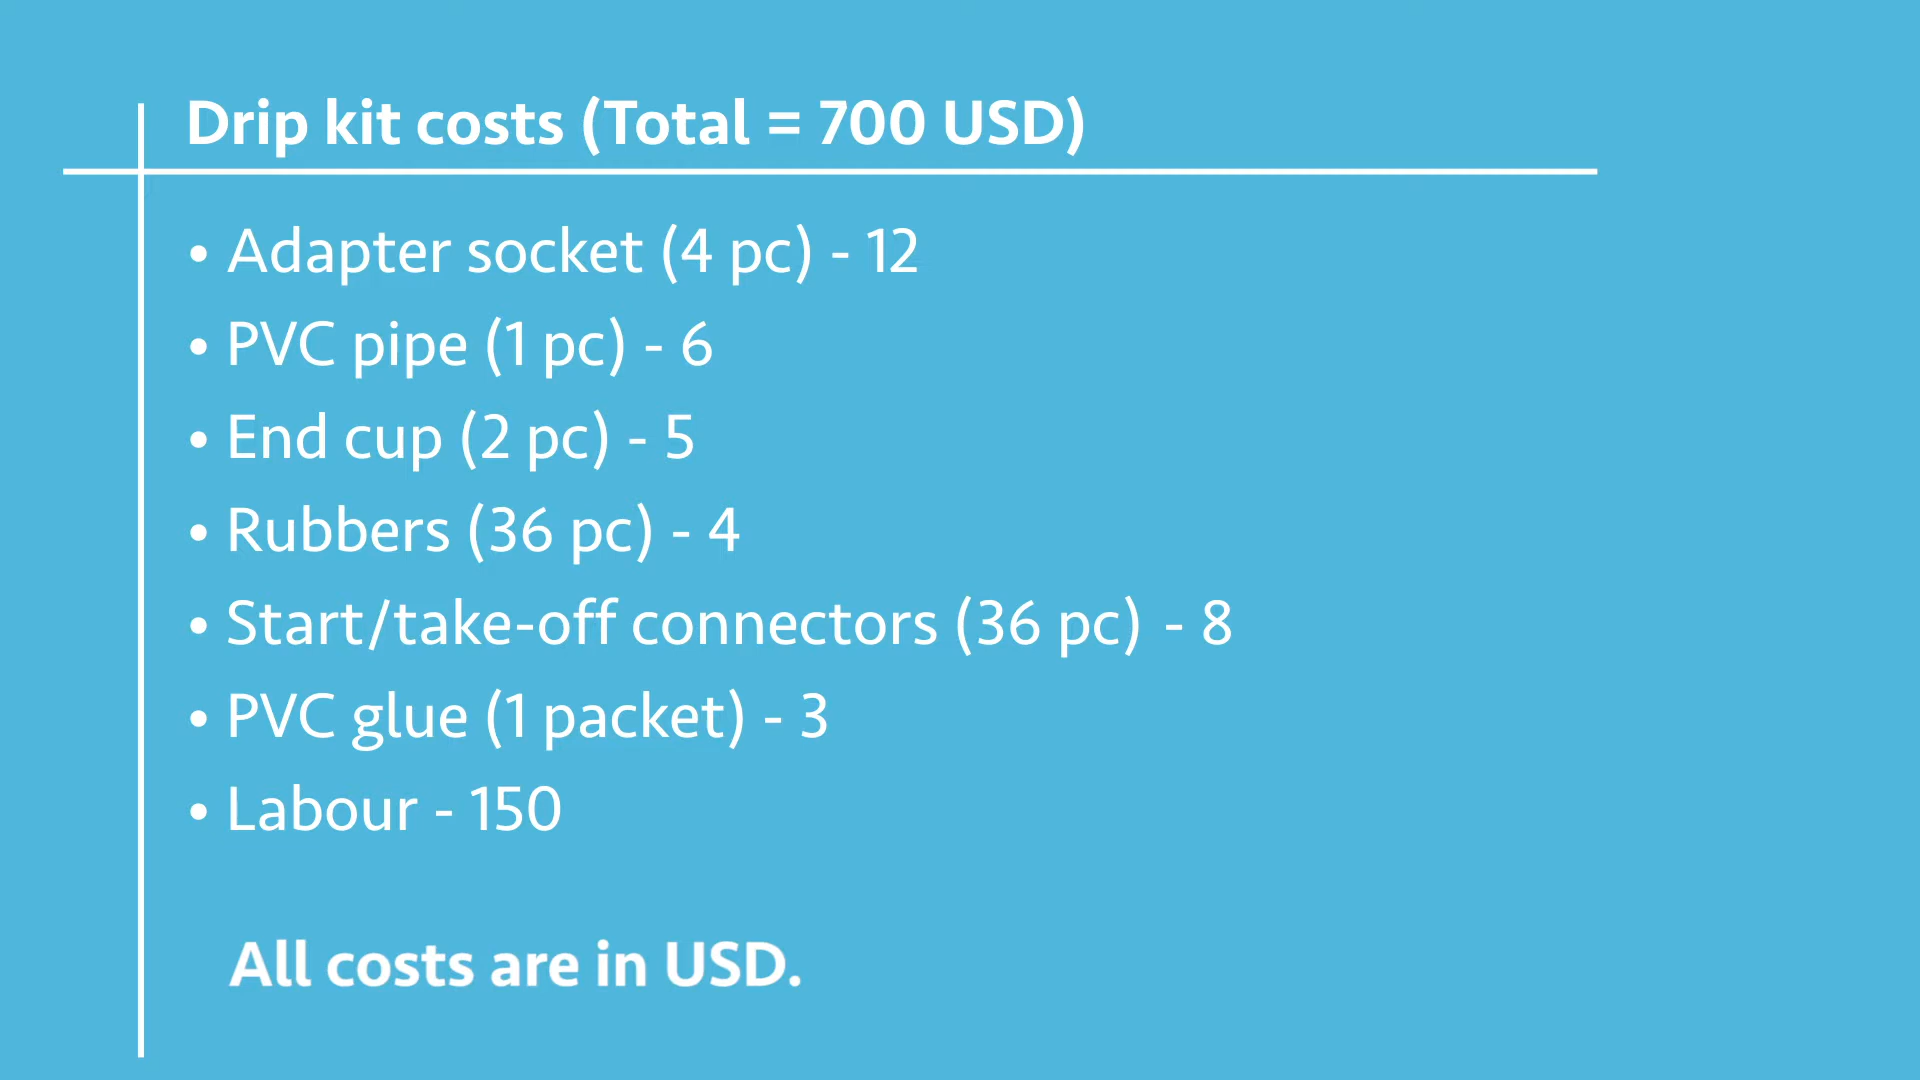 Drip kit costs (Total = 700 USD)
• Adapter socket (4 pc) - 12
• PVC pipe (1 pc) - 6
• End cup (2 pc) - 5
• Rubbers (36 pc) - 4
• Start/take-off connectors (36 pc) - 8
• PVC glue (1 packet) - 3
• Labour - 150
All costs are in USD.